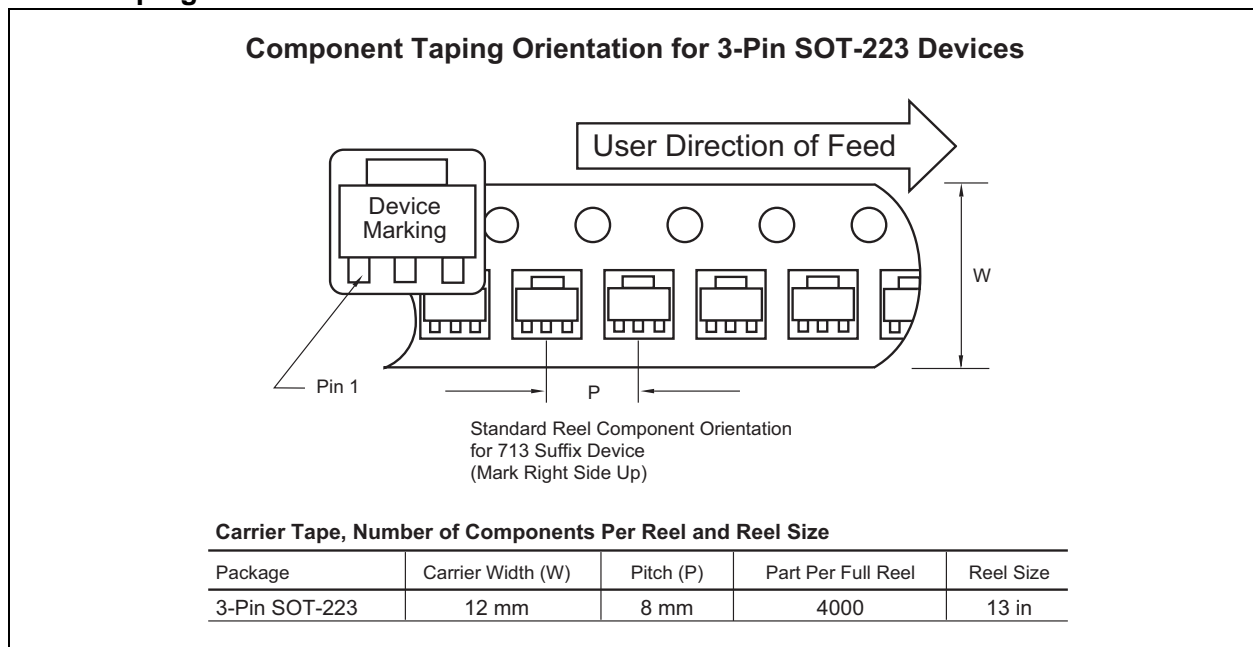 Component Taping Orientation for 3-Pin SOT-223 Devices
User Direction of Feed
Device
Marking
W
Pin 1
P
Standard Reel Component Orientation
for 713 Suffix Device
(Mark Right Side Up)
Carrier Tape, Number of Components Per Reel and Reel Size
Package Carrier Width (W) Pitch (P) Part Per Full Reel Reel Size
3-Pin SOT-223 12 mm 8 mm 4000 13 in